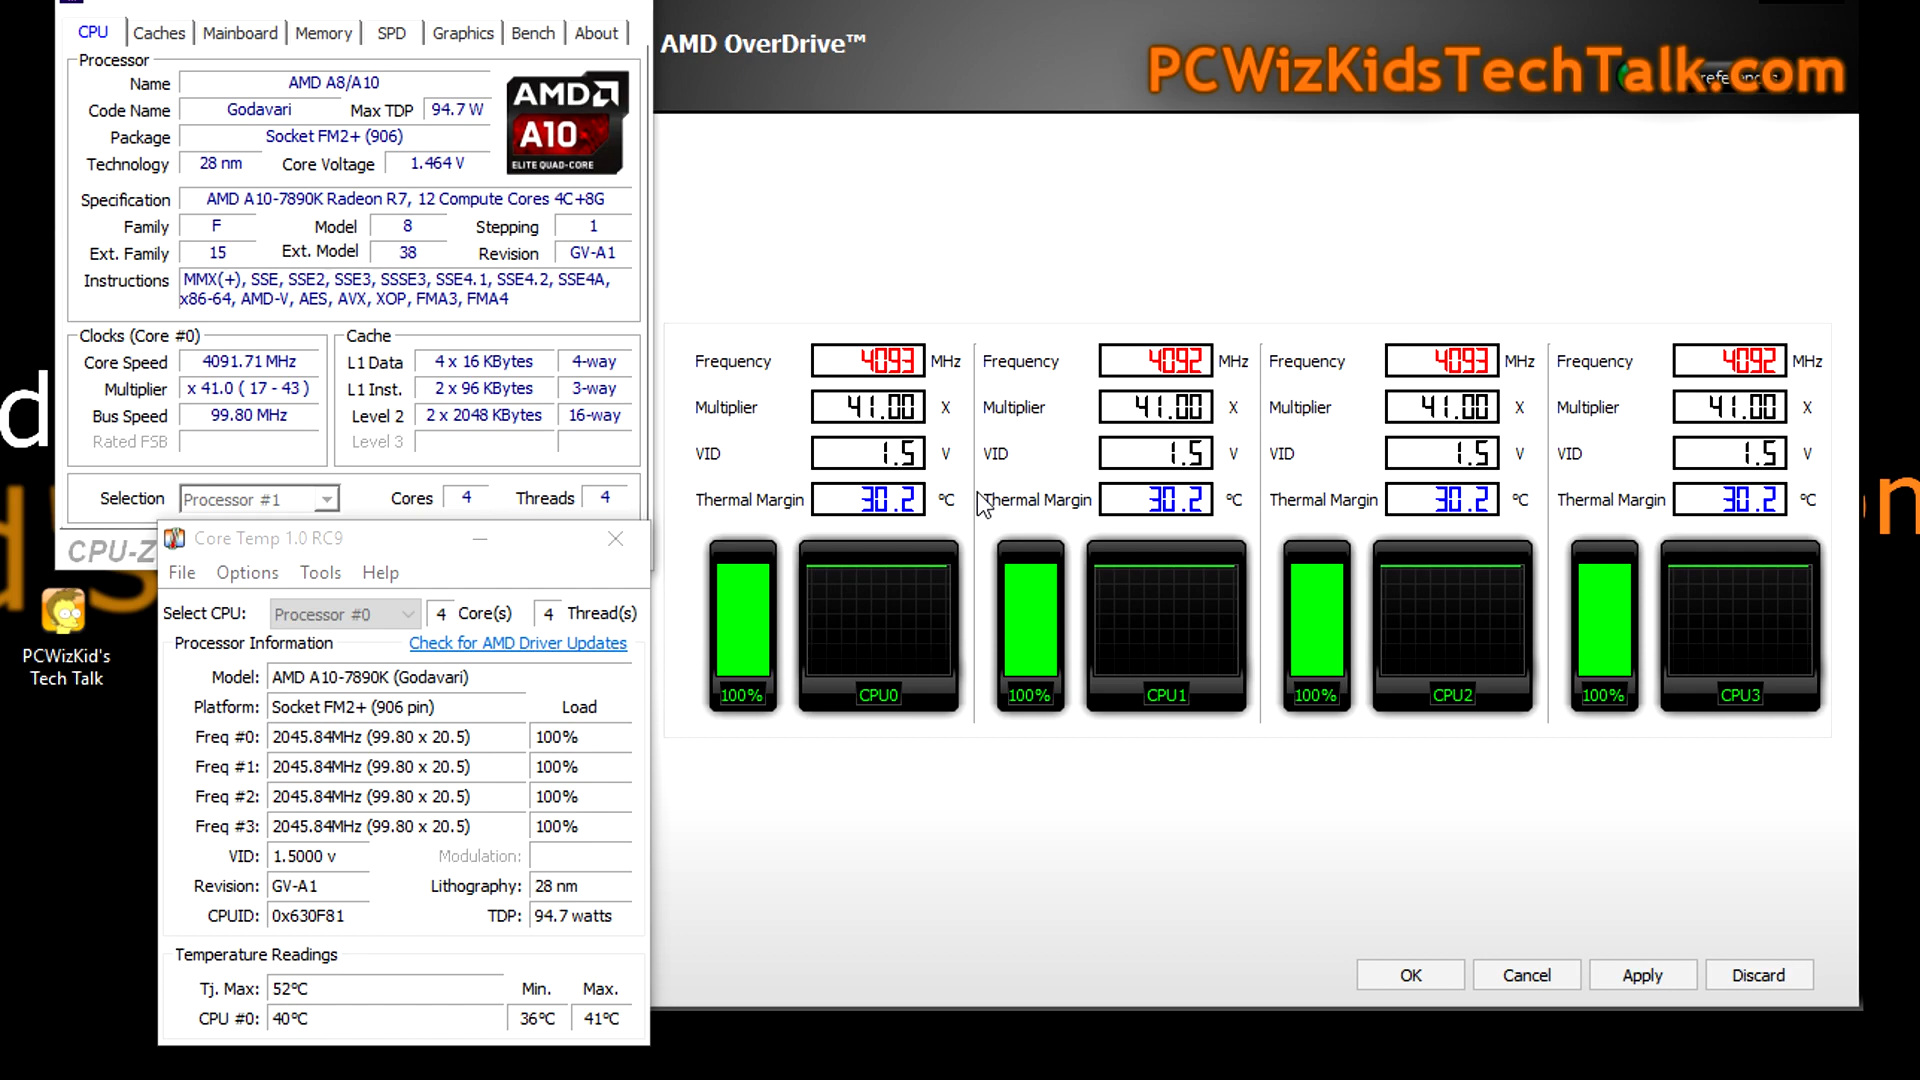 CPU Caches Mainboard Memory SPD Graphics Bench About
Processor
Name AMD A8/A10
Code Name Godavari Max TDP 94.7 W
Package Socket FM2+ (906)
Technology 28 nm Core Voltage 1.464 V
AMD
A10
ELITE QUAD-CORE
Specification AMD A10-7890K Radeon R7, 12 Compute Cores 4C+8G
Family F Model 8 Stepping 1
Ext. Family 15 Ext. Model 38 Revision GV-A1
Instructions MMX(+), SSE, SSE2, SSE3, SSSE3, SSE4.1, SSE4.2, SSE4A,
x86-64, AMD-V, AES, AVX, XOP, FMA3, FMA4
Clocks (Core #0)
Core Speed 4091.71 MHz
Multiplier x 41.0 ( 17 - 43 )
Bus Speed 99.80 MHz
Rated FSB
Cache
L1 Data 4 x 16 KBytes 4-way
L1 Inst. 2 x 96 KBytes 3-way
Level 2 2 x 2048 KBytes 16-way
Level 3
Selection Processor #1 Cores 4 Threads 4
CPU-Z
Core Temp 1.0 RC9
File Options Tools Help
Select CPU: Processor #0 4 Core(s) 4 Thread(s)
Processor Information Check for AMD Driver Updates
Model: AMD A10-7890K (Godavari)
Platform: Socket FM2+ (906 pin) Load
Freq #0: 2045.84MHz (99.80 x 20.5) 100%
Freq #1: 2045.84MHz (99.80 x 20.5) 100%
Freq #2: 2045.84MHz (99.80 x 20.5) 100%
Freq #3: 2045.84MHz (99.80 x 20.5) 100%
VID: 1.5000 v Modulation:
Revision: GV-A1 Lithography: 28 nm
CPUID: 0x630F81 TDP: 94.7 watts
Temperature Readings
Tj. Max: 52°C Min. Max.
CPU #0: 40°C 36°C 41°C
PCWizKid's
Tech Talk
AMD OverDrive™
PCWizKidsTechTalk.com
Frequency 4093 MHz Frequency 4092 MHz Frequency 4093 MHz Frequency 4092 MHz
Multiplier 41.00 X Multiplier 41.00 X Multiplier 41.00 X Multiplier 41.00 X
VID 1.5 V VID 1.5 V VID 1.5 V VID 1.5 V
Thermal Margin 30.2 °C Thermal Margin 30.2 °C Thermal Margin 30.2 °C Thermal Margin 30.2 °C
100% CPU0 100% CPU1 100% CPU2 100% CPU3
OK Cancel Apply Discard